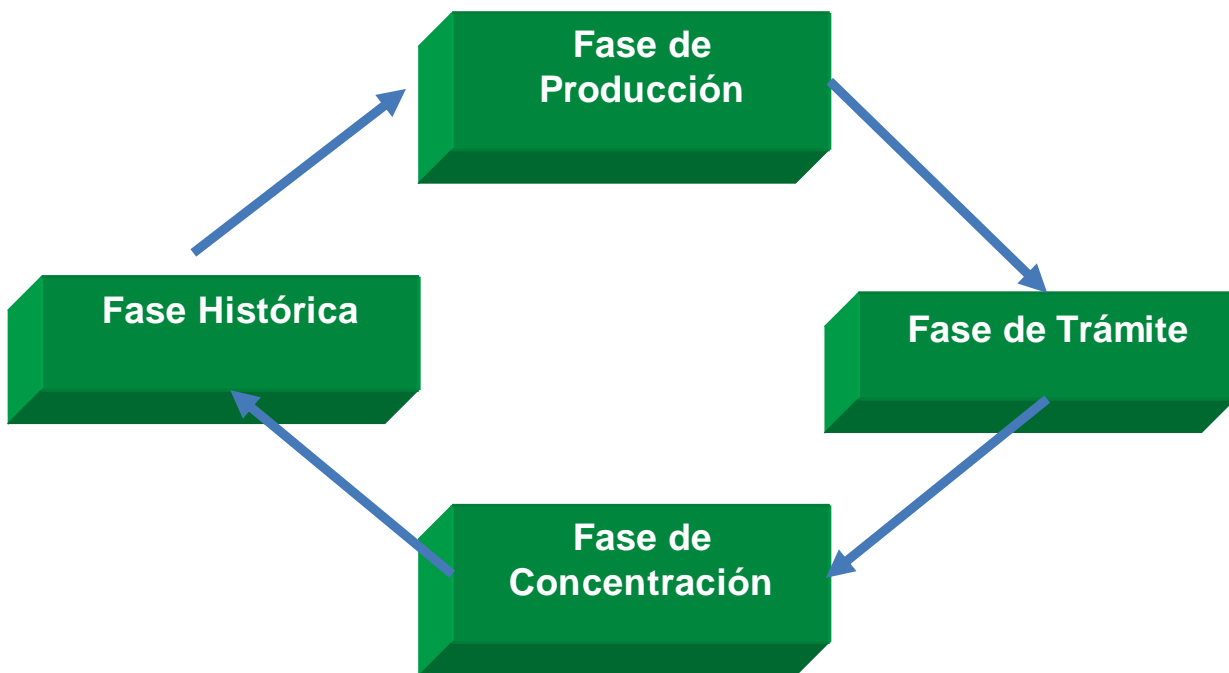 Fase de
Producción
Fase Histórica
Fase de Trámite
Fase de
Concentración